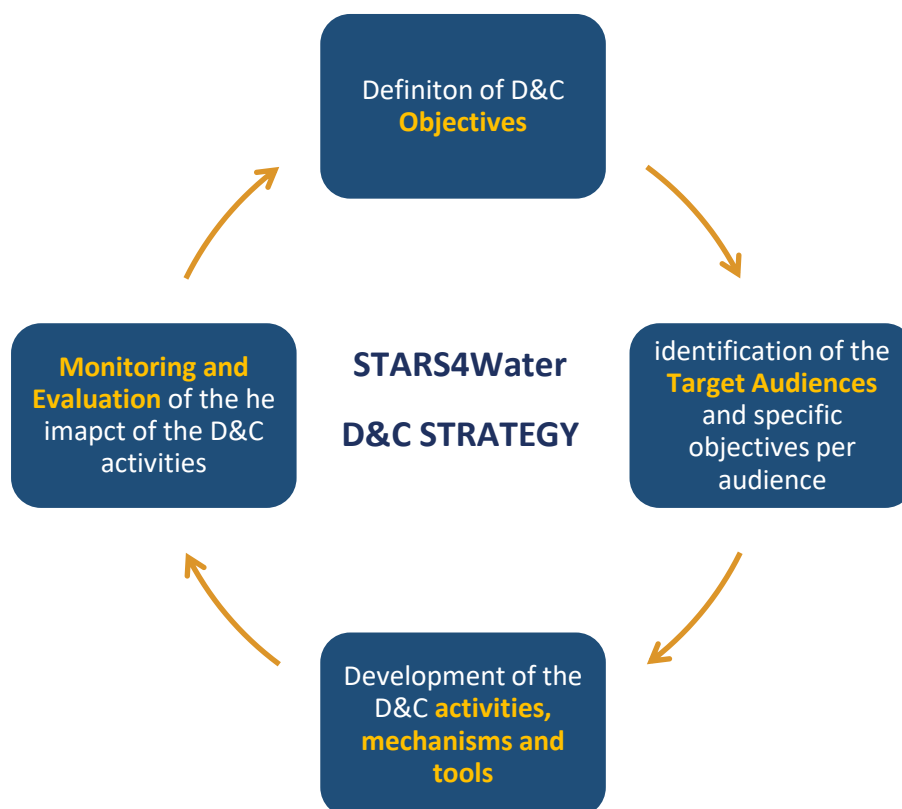 Definiton of D&C
Objectives
Monitoring and
Evaluation of the he
imapct of the D&C
activities
STARS4Water
D&C STRATEGY
identification of the
Target Audiences
and specific
objectives per
audience
Development of the
D&C activities,
mechanisms and
tools